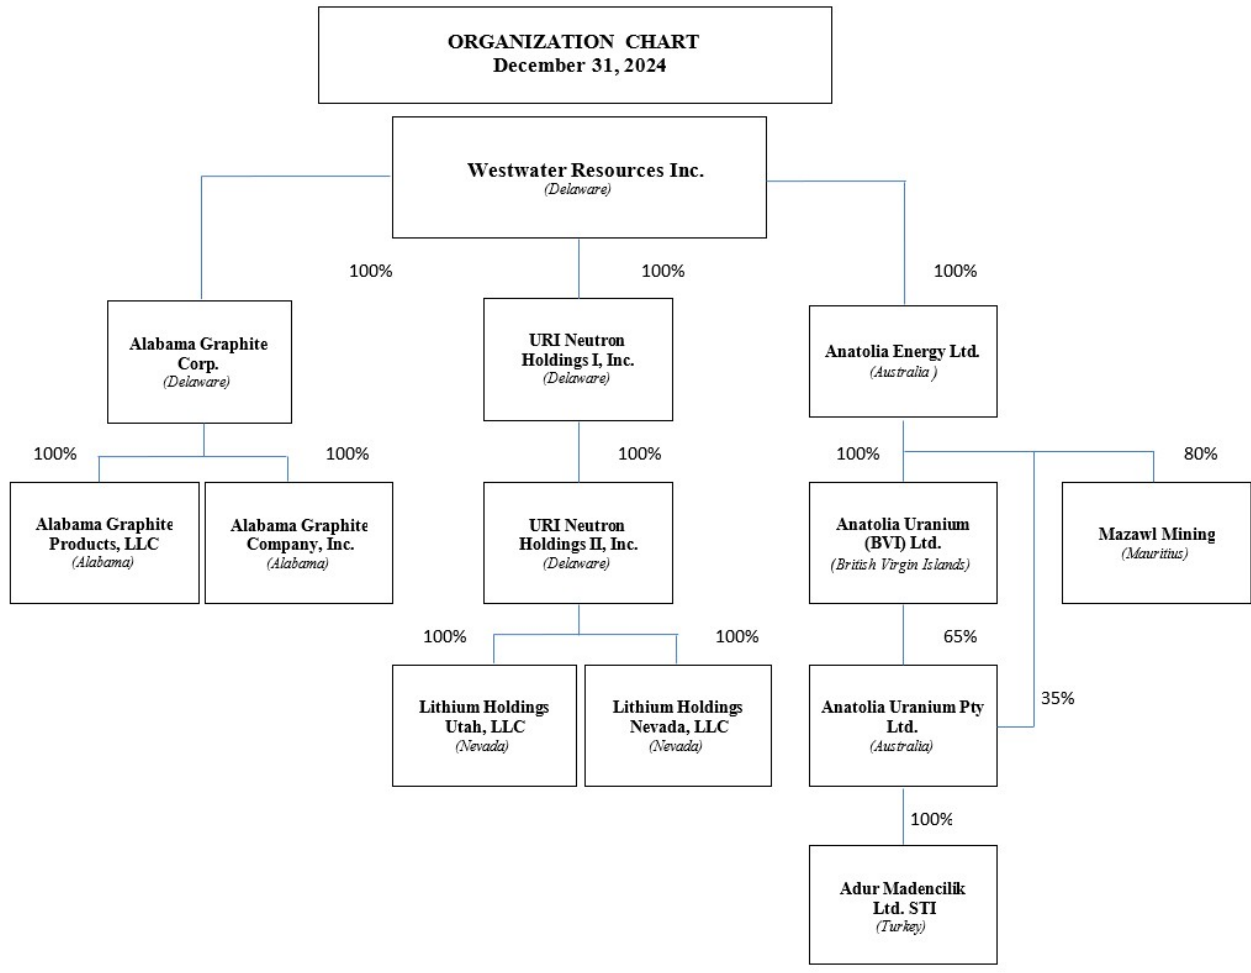 ORGANIZATION CHART
December 31, 2024
Westwater Resources Inc.
(Delaware)
100%
100%
100%
Alabama Graphite
Corp.
(Delaware)
URI Neutron
Holdings I, Inc.
(Delaware)
Anatolia Energy Ltd.
(Australia )
100%
100%
100%
100%
80%
Alabama Graphite
Products, LLC
(Alabama)
Alabama Graphite
Company, Inc.
(Alabama)
URI Neutron
Holdings II, Inc.
(Delaware)
Anatolia Uranium
(BVI) Ltd.
(British Virgin Islands)
Mazawl Mining
(Mauritius)
100%
100%
65%
35%
Lithium Holdings
Utah, LLC
(Nevada)
Lithium Holdings
Nevada, LLC
(Nevada)
Anatolia Uranium Pty
Ltd.
(Australia)
100%
Adur Madencilik
Ltd. STI
(Turkey)